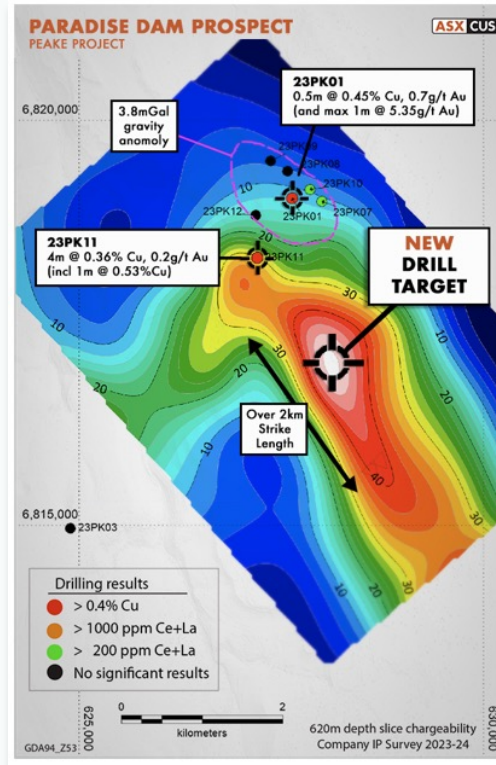 PARADISE DAM PROSPECT
PEAKE PROJECT
ASX CUS
6,820,000
3.8mGal
gravity
anomoly
23PK01
0.5m @ 0.45% Cu, 0.7g/t Au
(and max 1m @ 5.35g/t Au)
23PK09
23PK08
10
23PK10
23PK12
23PK01
23PK07
20
23PK11
4m @ 0.36% Cu, 0.2g/t Au
(incl 1m @ 0.53%Cu)
23PK11
NEW
DRILL
TARGET
30
10
30
20
20
Over 2km
Strike
Length
10
40
6,815,000
23PK03
10
20
30
Drilling results
> 0.4% Cu
> 1000 ppm Ce+La
> 200 ppm Ce+La
No significant results
0
2
kilometers
GDA94_Z53
625,000
630,000
620m depth slice chargeability
Company IP Survey 2023-24